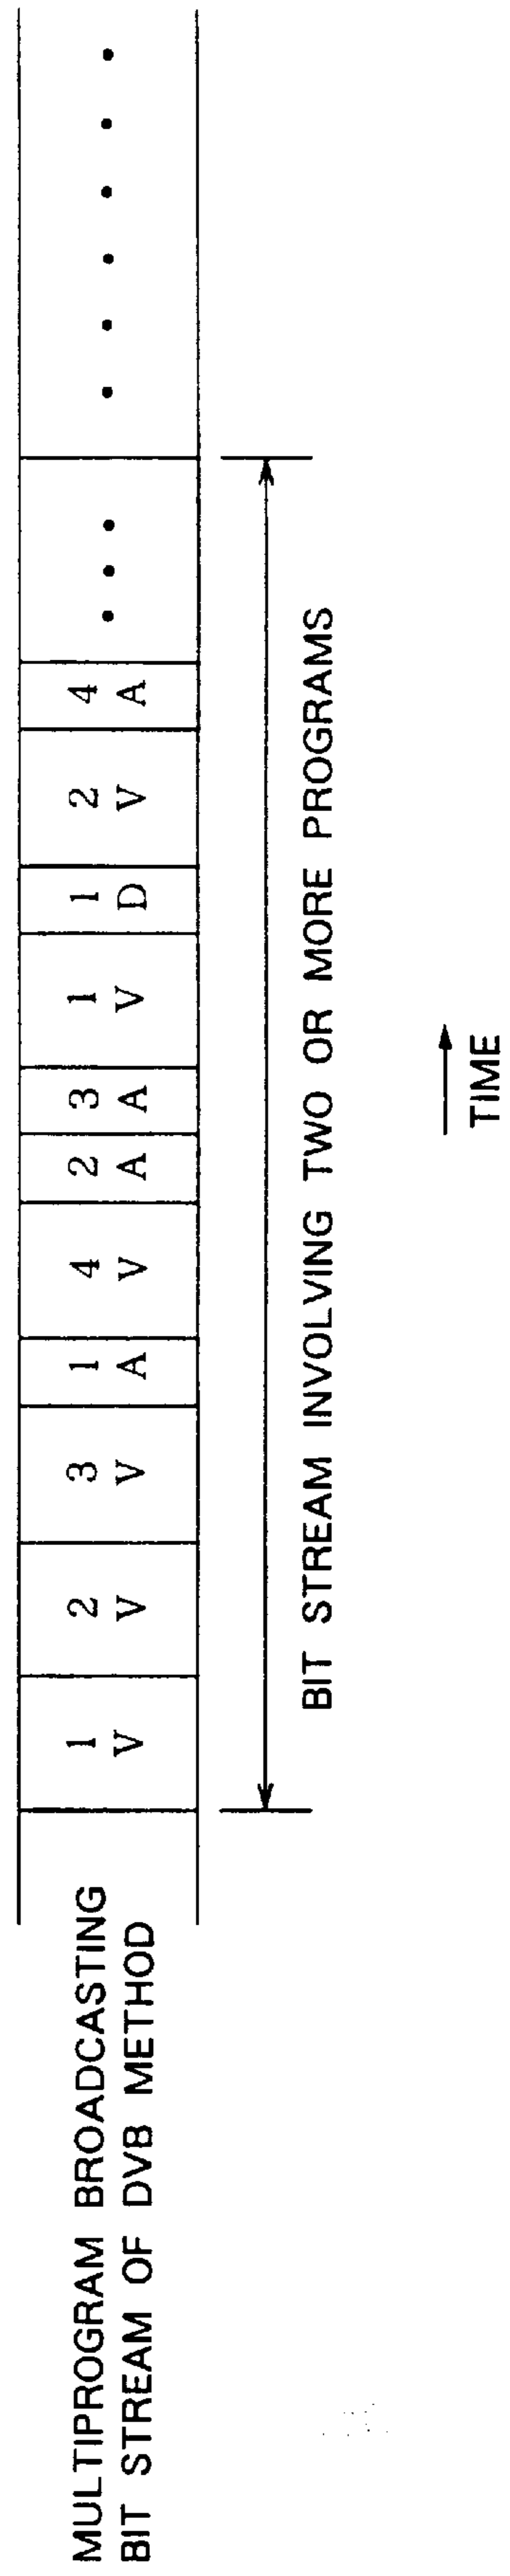 MULTIPROGRAM BROADCASTING
BIT STREAM OF DVB METHOD
1 2 3 1 4 2 3 1 1 2 4
V V V A V A A V D V A
BIT STREAM INVOLVING TWO OR MORE PROGRAMS
TIME